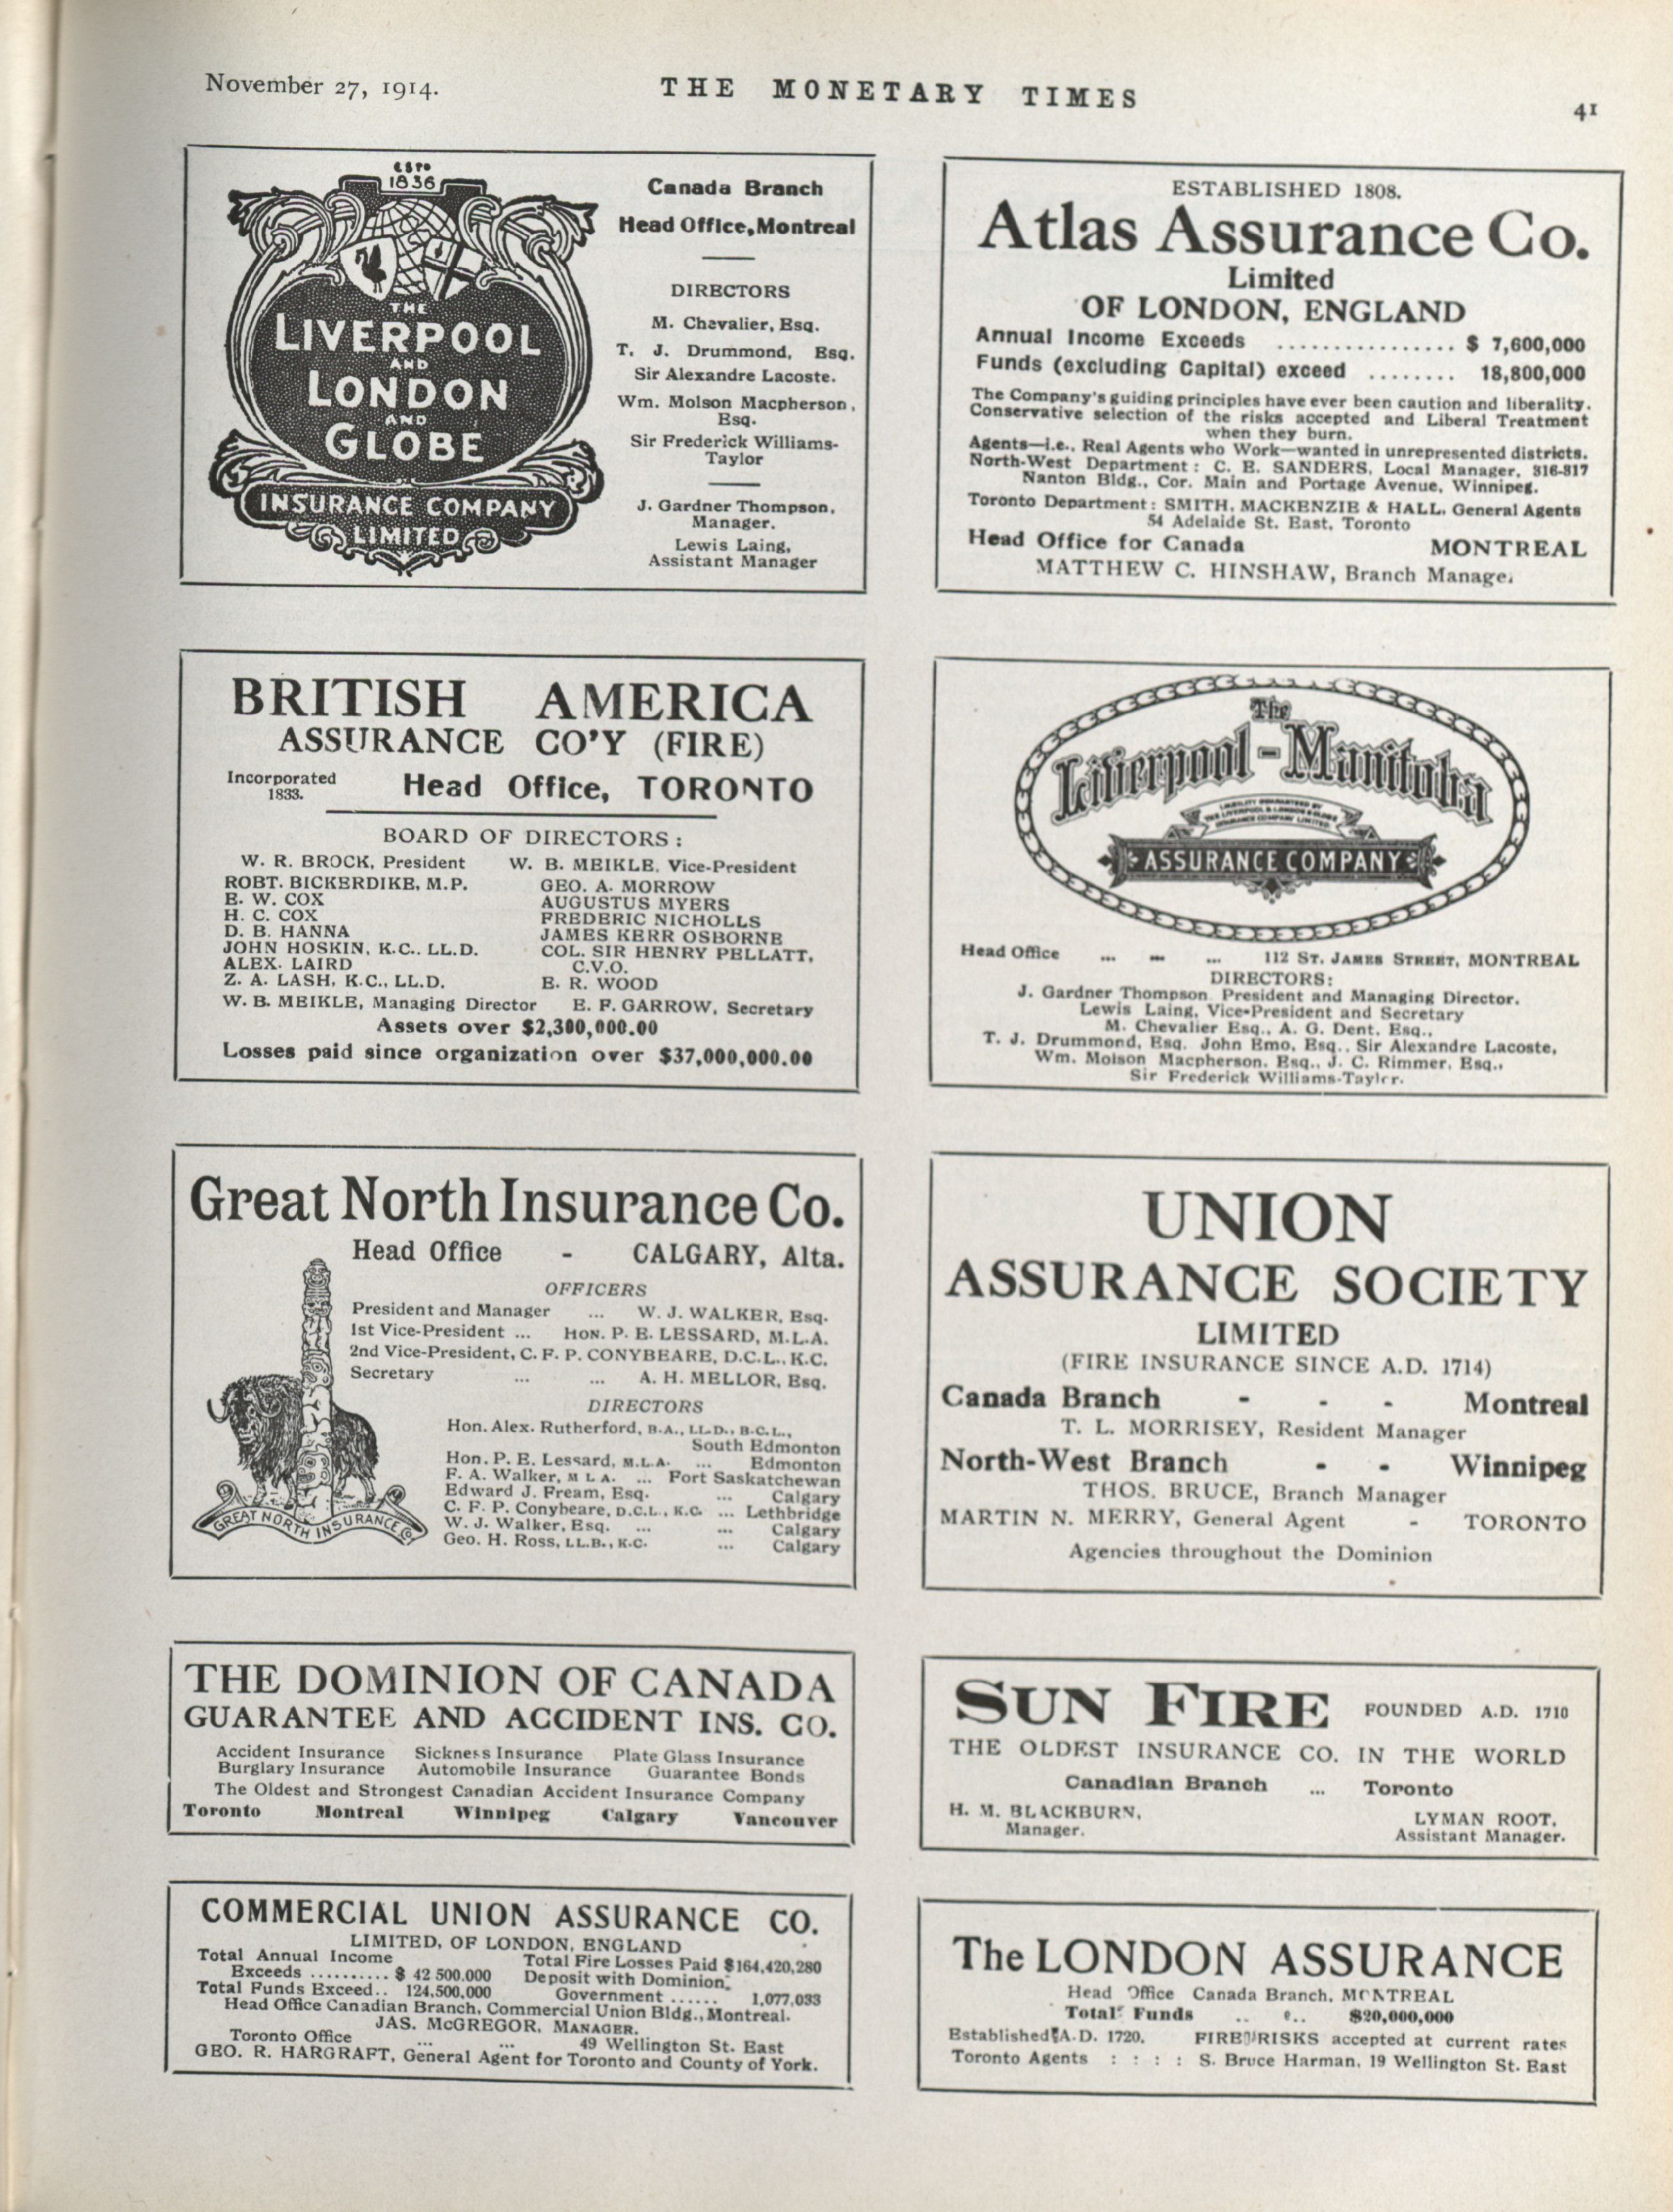 November 27, 1914.
THE MONETARY TIMES
41
ESTD
1836
THE
LIVERPOOL
AND
LONDON
AND
GLOBE
INSURANCE COMPANY
LIMITED
Canada Branch
Head Office, Montreal
DIRECTORS
M. Chevalier, Esq.
T. J. Drummond, Esq.
Sir Alexandre Lacoste.
Wm. Molson Macpherson,
Esq.
Sir Frederick Williams-
Taylor
J. Gardner Thompson,
Manager.
Lewis Laing,
Assistant Manager
ESTABLISHED 1808.
Atlas Assurance Co.
Limited
OF LONDON, ENGLAND
Annual Income Exceeds ................ $ 7,600,000
Funds (excluding Capital) exceed ........ 18,800,000
The Company's guiding principles have ever been caution and liberality.
Conservative selection of the risks accepted and Liberal Treatment
when they burn.
Agents—i.e., Real Agents who Work—wanted in unrepresented districts.
North-West Department: C. E. SANDERS, Local Manager, 316-317
Nanton Bldg., Cor. Main and Portage Avenue, Winnipeg.
Toronto Department: SMITH, MACKENZIE & HALL, General Agents
54 Adelaide St. East, Toronto
Head Office for Canada MONTREAL
MATTHEW C. HINSHAW, Branch Manager
BRITISH AMERICA
ASSURANCE CO'Y (FIRE)
Incorporated
1833.
Head Office, TORONTO
BOARD OF DIRECTORS:
W. R. BROCK, President W. B. MEIKLE, Vice-President
ROBT. BICKERDIKE, M.P. GEO. A. MORROW
E. W. COX AUGUSTUS MYERS
H. C. COX FREDERIC NICHOLLS
D. B. HANNA JAMES KERR OSBORNE
JOHN HOSKIN, K.C., LL.D. COL. SIR HENRY PELLATT,
ALEX. LAIRD C.V.O.
Z. A. LASH, K.C., LL.D. E. R. WOOD
W. B. MEIKLE, Managing Director E. F. GARROW, Secretary
Assets over $2,300,000.00
Losses paid since organization over $37,000,000.00
The
Liverpool-Manitoba
LIABILITY GUARANTEED BY
THE LIVERPOOL & LONDON & GLOBE
INSURANCE COMPANY LIMITED
ASSURANCE COMPANY
Head Office ... ... ... 112 St. James Street, MONTREAL
DIRECTORS:
J. Gardner Thompson President and Managing Director.
Lewis Laing, Vice-President and Secretary
M. Chevalier Esq., A. G. Dent, Esq.,
T. J. Drummond, Esq. John Emo, Esq., Sir Alexandre Lacoste,
Wm. Molson Macpherson, Esq., J. C. Rimmer, Esq.,
Sir Frederick Williams-Taylor.
Great North Insurance Co.
Head Office - CALGARY, Alta.
OFFICERS
President and Manager ... W. J. WALKER, Esq.
1st Vice-President ... Hon. P. E. LESSARD, M.L.A.
2nd Vice-President, C. F. P. CONYBEARE, D.C.L., K.C.
Secretary ... ... A. H. MELLOR, Esq.
DIRECTORS
Hon. Alex. Rutherford, B.A., LL.D., B.C.L.,
South Edmonton
Hon. P. E. Lessard, M.L.A. ... Edmonton
F. A. Walker, M L A. ... Fort Saskatchewan
Edward J. Fream, Esq. ... Calgary
C. F. P. Conybeare, D.C.L., K.C. ... Lethbridge
W. J. Walker, Esq. ... ... Calgary
Geo. H. Ross, LL.B., K.C. ... Calgary
GREAT NORTH INSURANCE Co
UNION
ASSURANCE SOCIETY
LIMITED
(FIRE INSURANCE SINCE A.D. 1714)
Canada Branch - - - Montreal
T. L. MORRISEY, Resident Manager
North-West Branch - - Winnipeg
THOS. BRUCE, Branch Manager
MARTIN N. MERRY, General Agent - TORONTO
Agencies throughout the Dominion
THE DOMINION OF CANADA
GUARANTEE AND ACCIDENT INS. CO.
Accident Insurance Sickness Insurance Plate Glass Insurance
Burglary Insurance Automobile Insurance Guarantee Bonds
The Oldest and Strongest Canadian Accident Insurance Company
Toronto Montreal Winnipeg Calgary Vancouver
SUN FIRE FOUNDED A.D. 1710
THE OLDEST INSURANCE CO. IN THE WORLD
Canadian Branch ... Toronto
H. M. BLACKBURN,
Manager.
LYMAN ROOT,
Assistant Manager.
COMMERCIAL UNION ASSURANCE CO.
LIMITED, OF LONDON, ENGLAND
Total Annual Income Total Fire Losses Paid $164,420,280
Exceeds .......... $ 42 500.000 Deposit with Dominion
Total Funds Exceed.. 124,500,000 Government ...... 1,077,033
Head Office Canadian Branch, Commercial Union Bldg., Montreal.
JAS. McGREGOR, MANAGER.
Toronto Office ... ... 49 Wellington St. East
GEO. R. HARGRAFT, General Agent for Toronto and County of York.
The LONDON ASSURANCE
Head Office Canada Branch, MONTREAL
Total Funds .. .. $20,000,000
Established A.D. 1720. FIRE RISKS accepted at current rates
Toronto Agents : : : : S. Bruce Harman, 19 Wellington St. East